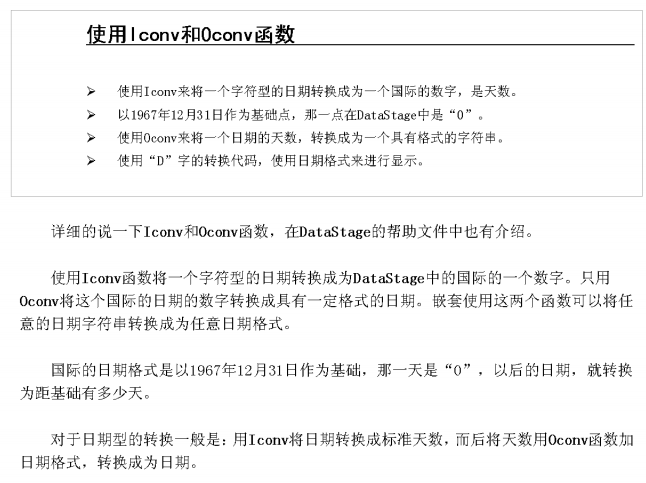 使用Iconv和Oconv函数
➢ 使用Iconv来将一个字符型的日期转换成为一个国际的数字，是天数。
➢ 以1967年12月31日作为基础点，那一点在DataStage中是“0”。
➢ 使用Oconv来将一个日期的天数，转换成为一个具有格式的字符串。
➢ 使用“D”字的转换代码，使用日期格式来进行显示。
详细的说一下Iconv和Oconv函数，在DataStage的帮助文件中也有介绍。
使用Iconv函数将一个字符型的日期转换成为DataStage中的国际的一个数字。只用
Oconv将这个国际的日期的数字转换成具有一定格式的日期。嵌套使用这两个函数可以将任
意的日期字符串转换成为任意日期格式。
国际的日期格式是以1967年12月31日作为基础，那一天是“0”，以后的日期，就转换
为距基础有多少天。
对于日期型的转换一般是：用Iconv将日期转换成标准天数，而后将天数用Oconv函数加
日期格式，转换成为日期。